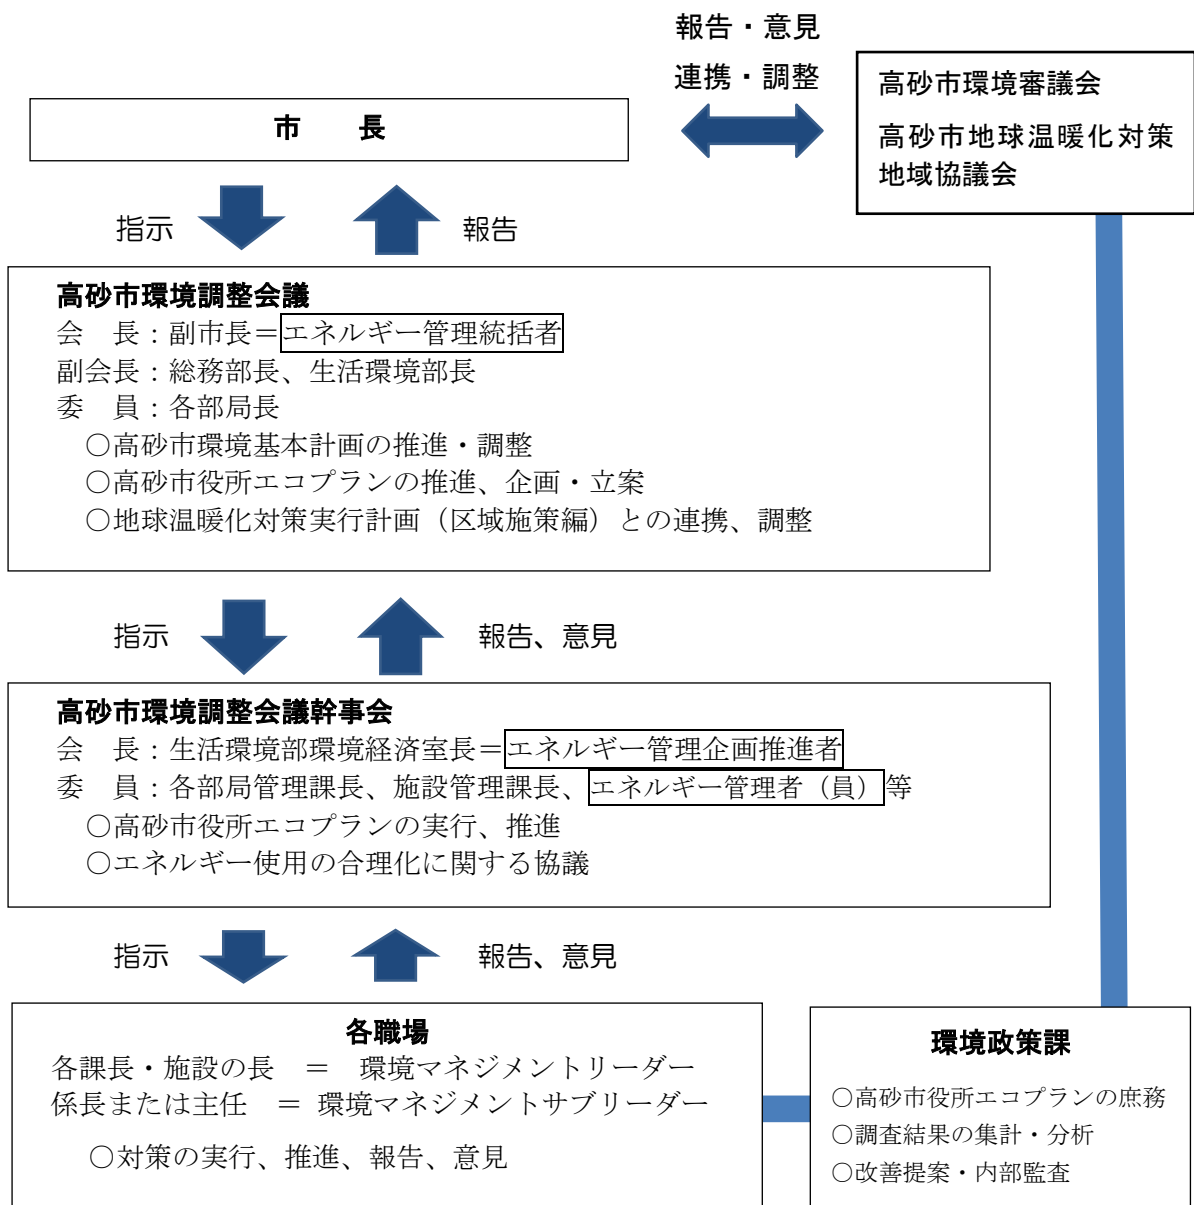 報告・意見
連携・調整
高砂市環境審議会
高砂市地球温暖化対策
地域協議会
市　　長
指示
報告
高砂市環境調整会議
会　長：副市長＝エネルギー管理統括者
副会長：総務部長、生活環境部長
委　員：各部局長
○高砂市環境基本計画の推進・調整
○高砂市役所エコプランの推進、企画・立案
○地球温暖化対策実行計画（区域施策編）との連携、調整
指示
報告、意見
高砂市環境調整会議幹事会
会　長：生活環境部環境経済室長＝エネルギー管理企画推進者
委　員：各部局管理課長、施設管理課長、エネルギー管理者（員）等
○高砂市役所エコプランの実行、推進
○エネルギー使用の合理化に関する協議
指示
報告、意見
各職場
各課長・施設の長　＝　環境マネジメントリーダー
係長または主任　＝ 環境マネジメントサブリーダー
○対策の実行、推進、報告、意見
環境政策課
○高砂市役所エコプランの庶務
○調査結果の集計・分析
○改善提案・内部監査